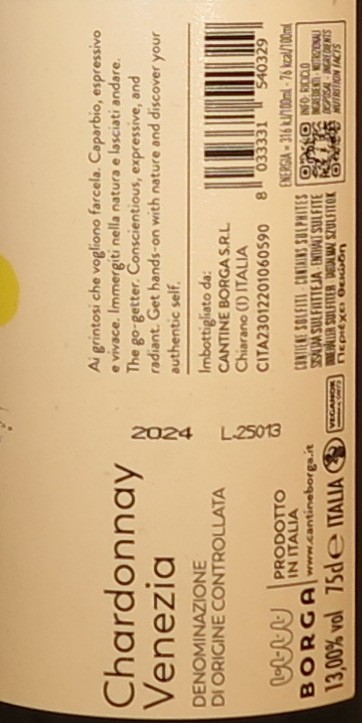 Chardonnay
Venezia
DENOMINAZIONE
DI ORIGINE CONTROLLATA
PRODOTTO
IN ITALIA
BORGA
www.cantineborga.it
13,00% vol 75cl e ITALIA
VEGANOK
2024 L.25013
Ai grintosi che vogliono farcela. Caparbio, espressivo
e vivace. Immergiti nella natura e lasciati andare.
The go-getter. Conscientious, expressive, and
radiant. Get hands-on with nature and discover your
authentic self.
Imbottigliato da:
CANTINE BORGA S.R.L.
Chiarano (I) ITALIA
CITA23012201060590
8 033331 540329
ENERGIA = 316 kJ/100ml - 76 kcal/100ml
INFO RICICLO
INGREDIENTI - NUTRIZIONALI
DISPOSAL - INGREDIENTS
NUTRITION FACTS
CONTIENE SOLFITI - CONTAINS SULPHITES